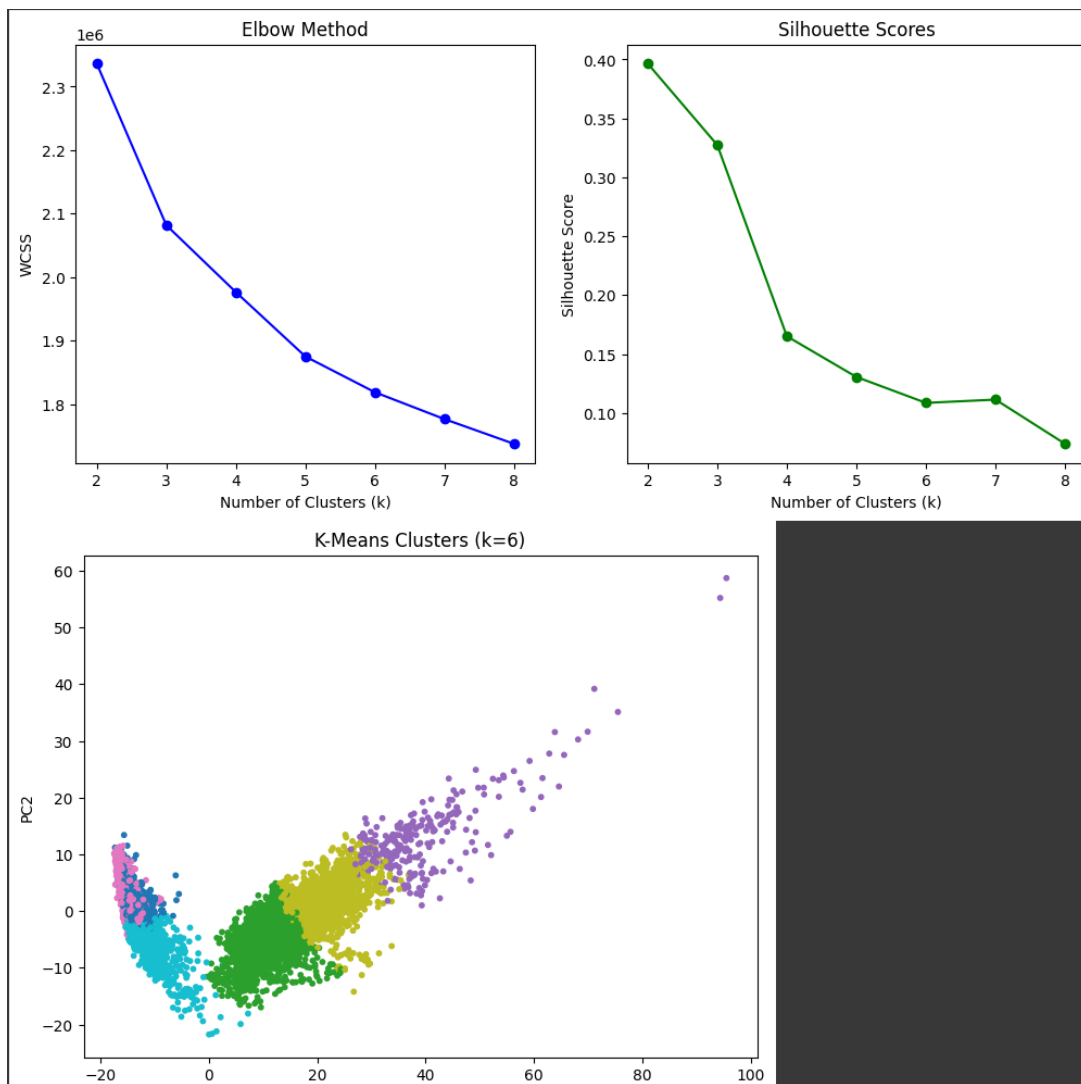 Elbow Method
1e6
2.3
2.2
2.1
2.0
1.9
1.8
WCSS
2 3 4 5 6 7 8
Number of Clusters (k)
Silhouette Scores
0.40
0.35
0.30
0.25
0.20
0.15
0.10
Silhouette Score
2 3 4 5 6 7 8
Number of Clusters (k)
K-Means Clusters (k=6)
60
50
40
30
20
10
0
−10
−20
PC2
−20 0 20 40 60 80 100